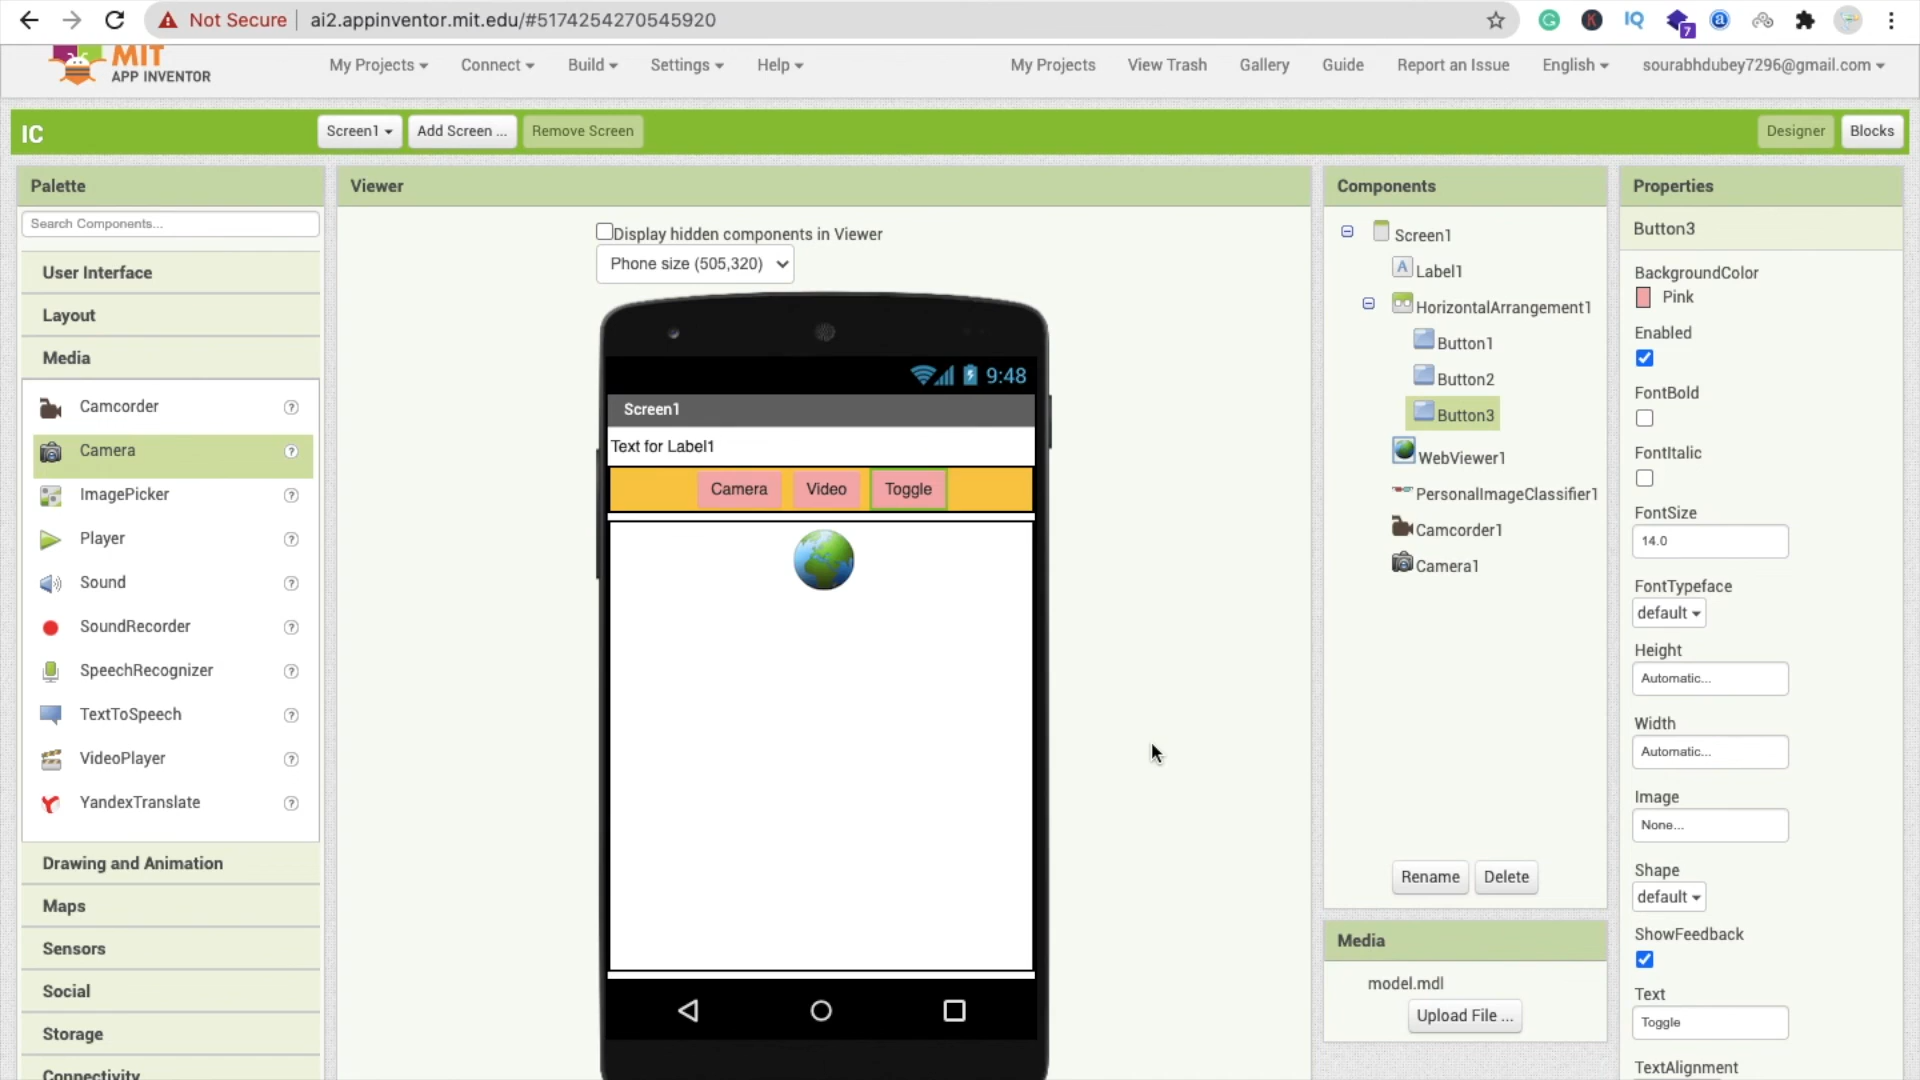 Not Secure
ai2.appinventor.mit.edu/#5174254270545920
IQ
7
MIT
APP INVENTOR
My Projects
Connect
Build
Settings
Help
My Projects
View Trash
Gallery
Guide
Report an Issue
English
sourabhdubey7296@gmail.com
IC
Screen1
Add Screen ...
Remove Screen
Designer
Blocks
Palette
Search Components...
User Interface
Layout
Media
Camcorder
Camera
ImagePicker
Player
Sound
SoundRecorder
SpeechRecognizer
TextToSpeech
VideoPlayer
YandexTranslate
Drawing and Animation
Maps
Sensors
Social
Storage
Connectivity
Viewer
Display hidden components in Viewer
Phone size (505,320)
9:48
Screen1
Text for Label1
Camera
Video
Toggle
Components
Screen1
Label1
HorizontalArrangement1
Button1
Button2
Button3
WebViewer1
PersonalImageClassifier1
Camcorder1
Camera1
Rename
Delete
Media
model.mdl
Upload File ...
Properties
Button3
BackgroundColor
Pink
Enabled
FontBold
FontItalic
FontSize
14.0
FontTypeface
default
Height
Automatic...
Width
Automatic...
Image
None...
Shape
default
ShowFeedback
Text
Toggle
TextAlignment